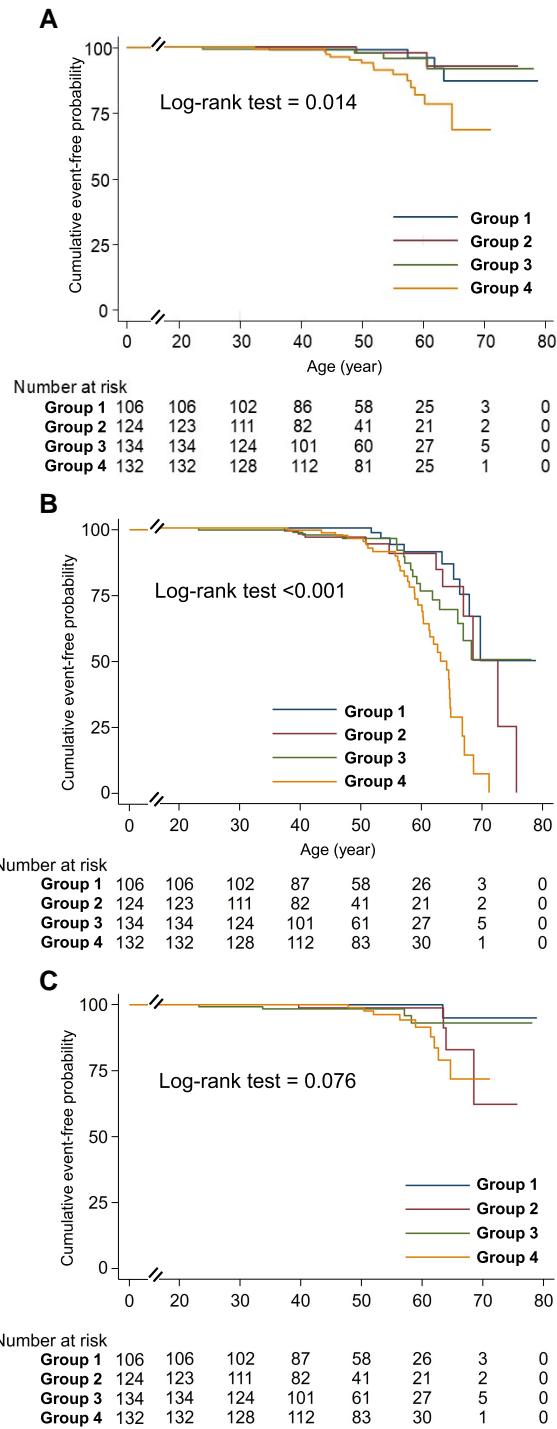 A
Cumulative event-free probability
100
75
50
25
0
Log-rank test = 0.014
Group 1
Group 2
Group 3
Group 4
0 20 30 40 50 60 70 80
Age (year)
Number at risk
Group 1 106 106 102 86 58 25 3 0
Group 2 124 123 111 82 41 21 2 0
Group 3 134 134 124 101 60 27 5 0
Group 4 132 132 128 112 81 25 1 0
B
Cumulative event-free probability
100
75
50
25
0
Log-rank test <0.001
Group 1
Group 2
Group 3
Group 4
0 20 30 40 50 60 70 80
Age (year)
Number at risk
Group 1 106 106 102 87 58 26 3 0
Group 2 124 123 111 82 41 21 2 0
Group 3 134 134 124 101 61 27 5 0
Group 4 132 132 128 112 83 30 1 0
C
Cumulative event-free probability
100
75
50
25
0
Log-rank test = 0.076
Group 1
Group 2
Group 3
Group 4
0 20 30 40 50 60 70 80
Number at risk
Group 1 106 106 102 87 58 26 3 0
Group 2 124 123 111 82 41 21 2 0
Group 3 134 134 124 101 61 27 5 0
Group 4 132 132 128 112 83 30 1 0